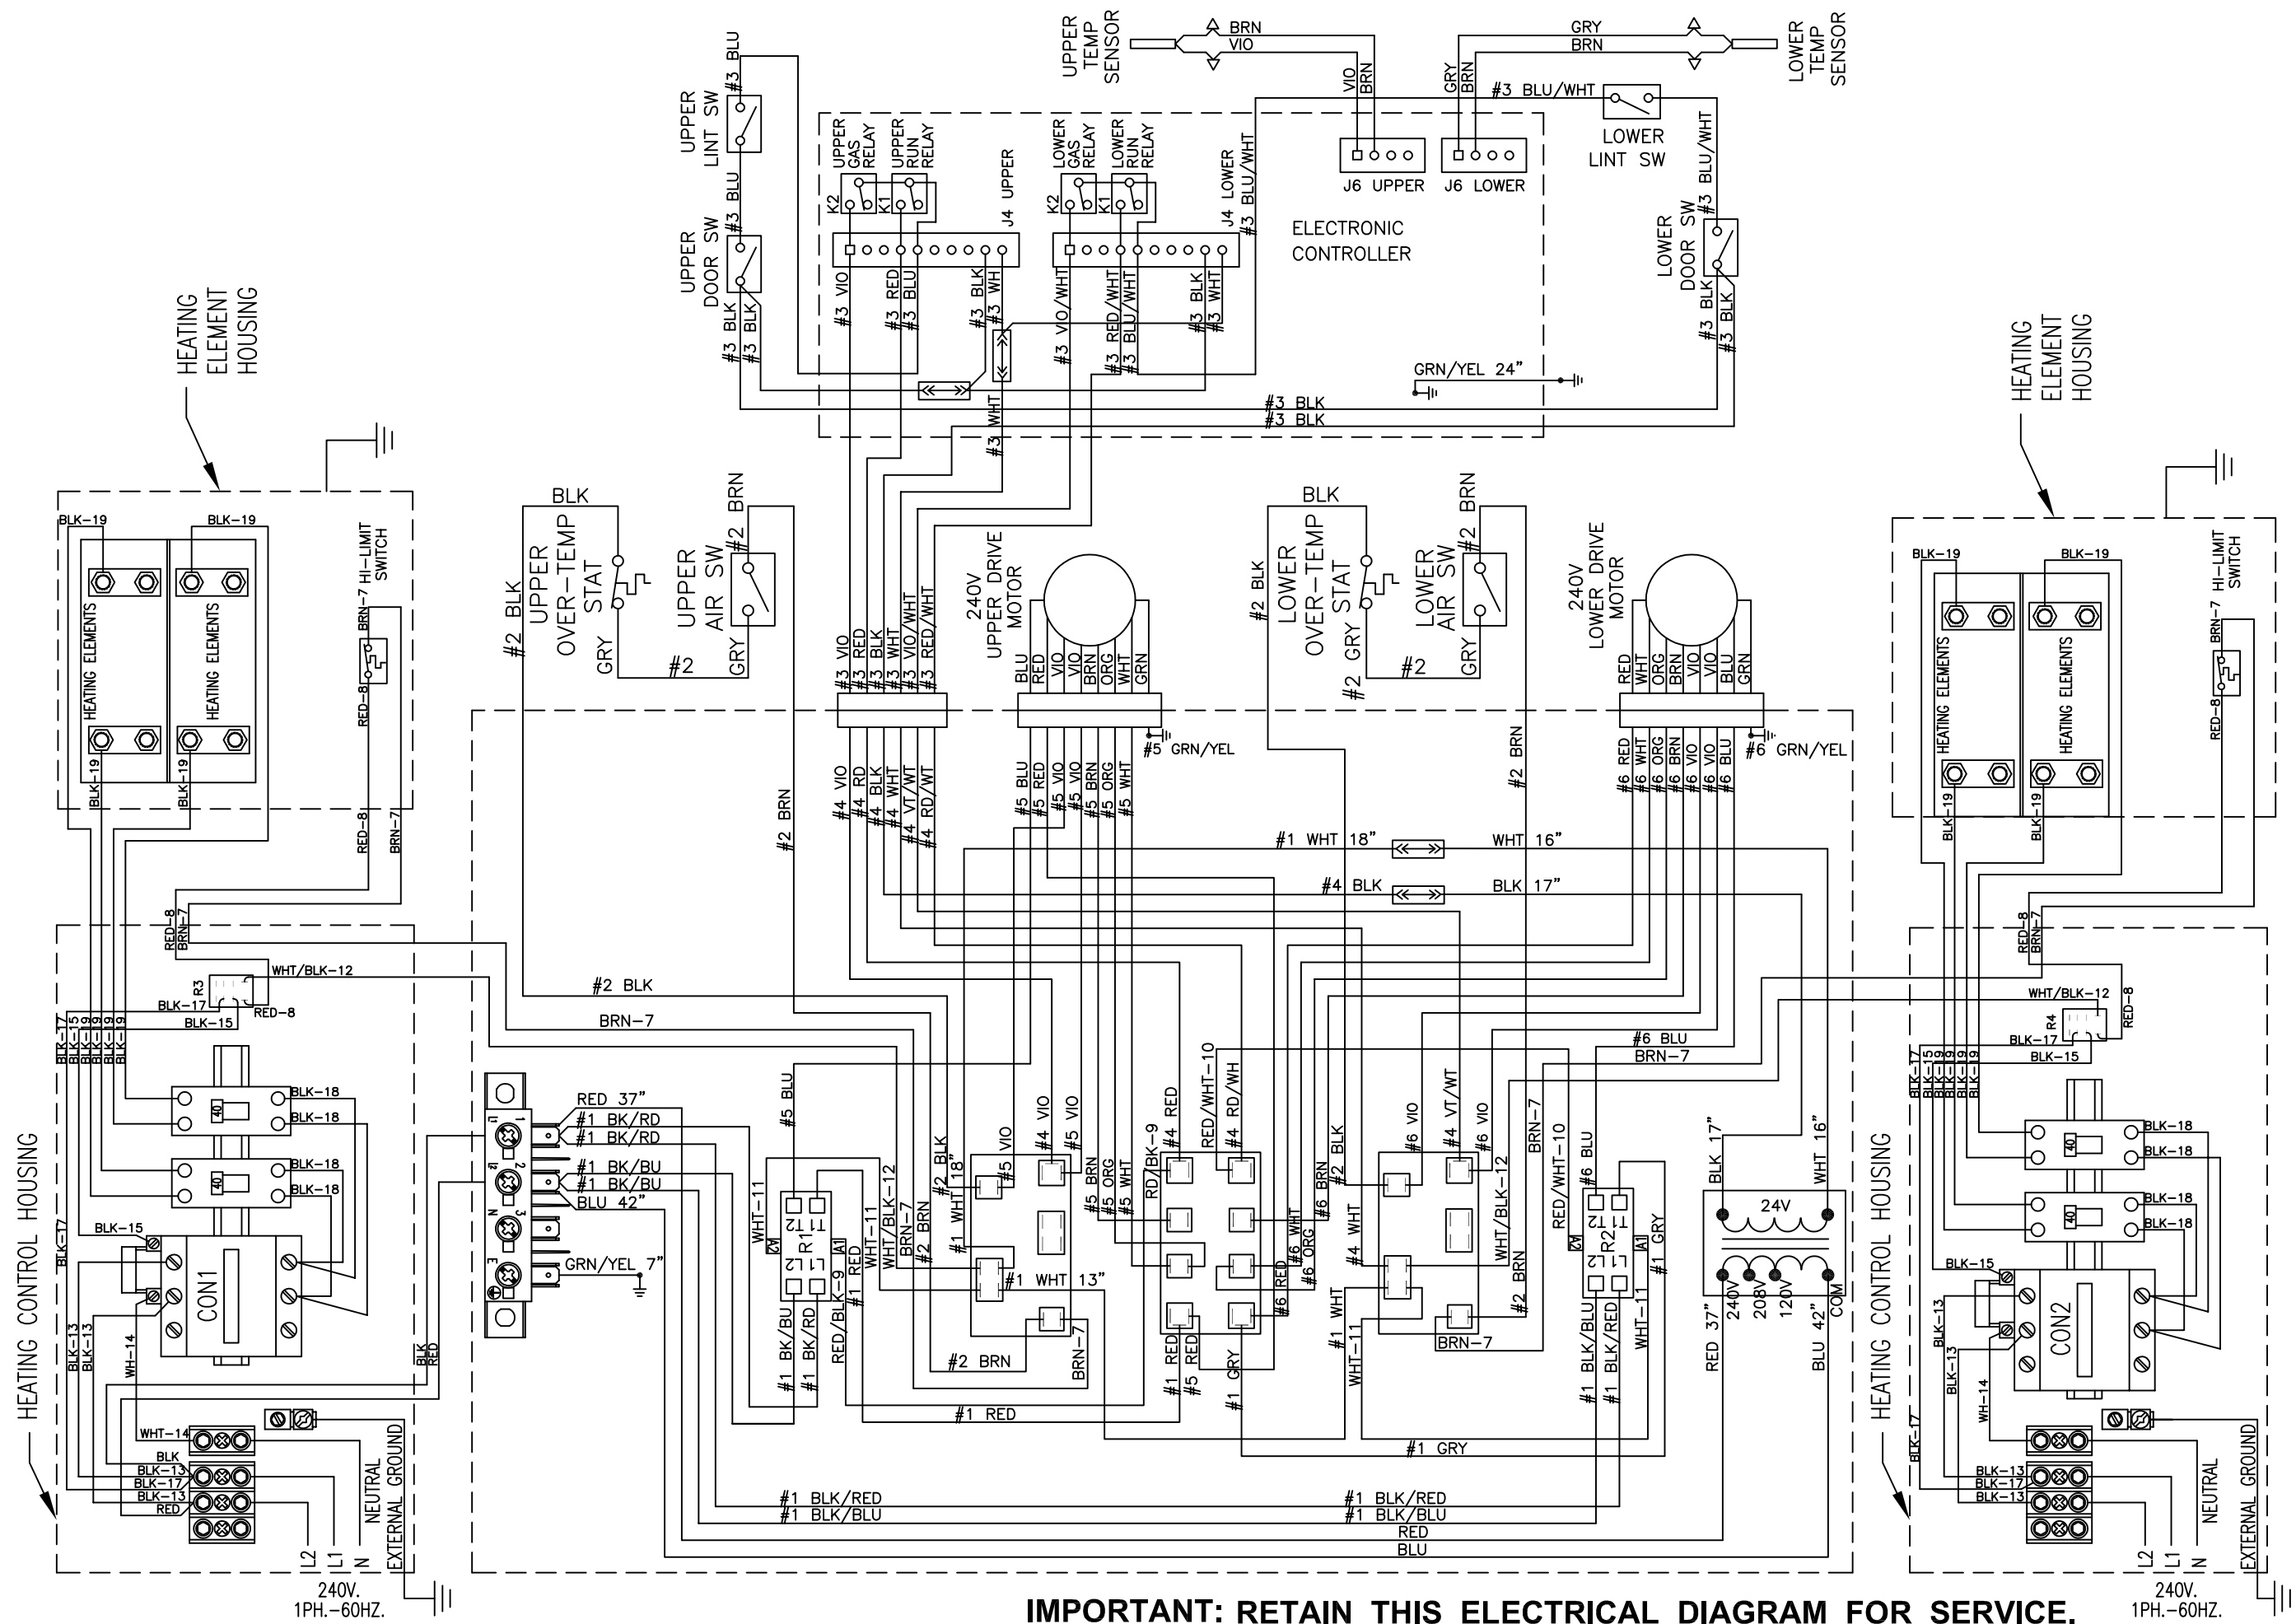 UPPER
TEMP
SENSOR
BRN
VIO
VIO
BRN
GRY
BRN
GRY
BRN
LOWER
TEMP
SENSOR
#3 BLU
UPPER
LINT SW
#3 BLU
UPPER
DOOR SW
#3 BLK
#3 BLK
UPPER
GAS
RELAY
UPPER
RUN
RELAY
K2
K1
J4 UPPER
LOWER
GAS
RELAY
LOWER
RUN
RELAY
K2
K1
J4 LOWER
#3 BLU/WHT
J6 UPPER
J6 LOWER
#3 BLU/WHT
LOWER
LINT SW
#3 BLU/WHT
LOWER
DOOR SW
#3 BLK
#3 BLK
ELECTRONIC
CONTROLLER
#3 VIO
#3 RED
#3 BLU
#3 BLK
#3 WH
#3 VIO/WHT
#3 RED/WHT
#3 BLU/WHT
#3 BLK
#3 WHT
GRN/YEL 24”
#3 BLK
#3 BLK
#3 WHT
HEATING
ELEMENT
HOUSING
BLK-19
BLK-19
HEATING ELEMENTS
HEATING ELEMENTS
HI-LIMIT
SWITCH
BRN-7
RED-8
BLK-19
BLK-19
RED-8
BRN-7
BLK
#2 BLK
UPPER
OVER-TEMP
STAT
GRY
#2
UPPER
AIR SW
#2 BRN
GRY
#2 BRN
#3 VIO
#3 RED
#3 BLK
#3 WHT
#3 VIO/WHT
#3 RED/WHT
240V
UPPER DRIVE
MOTOR
BLU
RED
VIO
VIO
BRN
ORG
WHT
GRN
BLK
#2 BLK
LOWER
OVER-TEMP
STAT
#2 GRY
#2
LOWER
AIR SW
#2 BRN
GRY
#2 BRN
240V
LOWER DRIVE
MOTOR
RED
WHT
ORG
BRN
VIO
VIO
BLU
GRN
HEATING
ELEMENT
HOUSING
BLK-19
BLK-19
HEATING ELEMENTS
HEATING ELEMENTS
HI-LIMIT
SWITCH
BRN-7
RED-8
BLK-19
BLK-19
#4 VIO
#4 RD
#4 BLK
#4 WHT
#4 VT/WT
#4 RD/WT
#5 BLU
#5 RED
#5 VIO
#5 VIO
#5 BRN
#5 ORG
#5 WHT
#5 GRN/YEL
#6 RED
#6 WHT
#6 ORG
#6 BRN
#6 VIO
#6 VIO
#6 BLU
#6 GRN/YEL
#1 WHT 18”
WHT 16”
#4 BLK
BLK 17”
RED-8
BRN-7
R3
WHT/BLK-12
BLK-17
RED-8
BLK-15
BLK-17
BLK-15
BLK-19
BLK-19
BLK-19
BLK-19
#2 BLK
BRN-7
#6 BLU
BRN-7
RED-8
BRN-7
R4
WHT/BLK-12
RED-8
BLK-17
BLK-15
BLK-17
BLK-15
BLK-19
BLK-19
BLK-19
BLK-19
HEATING CONTROL HOUSING
40
BLK-18
BLK-18
40
BLK-18
BLK-18
BLK-17
BLK-15
CON1
BLK-13
BLK-13
WH-14
BLK
RED
WHT-14
BLK
BLK-13
BLK-17
BLK-13
RED
L2
L1
N
NEUTRAL
EXTERNAL GROUND
240V.
1PH.-60HZ.
L1
1
L2
2
N
3
E
RED 37”
#1 BK/RD
#1 BK/RD
#1 BK/BU
#1 BK/BU
BLU 42”
GRN/YEL 7”
#5 BLU
WHT-11
A2
T1 T2
R1
L1 L2
A1
#1 BK/BU
#1 BK/RD
RED/BLK-9
#1 RED
WHT-11
WHT/BLK-12
BRN-7
#2 BRN
#2 BLK
#1 WHT 18”
#5 VIO
#4 VIO
#5 VIO
#1 WHT 13”
#2 BRN
BRN-7
#5 BRN
#5 ORG
#5 WHT
RD/BK-9
#4 RED
RED/WHT-10
#4 RD/WH
#1 RED
#5 RED
#1 GRY
#6 RED
#6 WHT
#6 ORG
#6 BRN
#2 BLK
#1 WHT
WHT-11
#4 WHT
#6 VIO
#4 VT/WT
#6 VIO
WHT/BLK-12
#2 BRN
BRN-7
BRN-7
RED/WHT-10
#6 BLU
A2
T1 T2
R2
L1 L2
A1
#1 BLK/BLU
#1 BLK/RED
WHT-11
#1 GRY
BLK 17”
WHT 16”
24V
RED 37”
240V
208V
120V
COM
BLU 42”
#1 RED
#1 GRY
#1 BLK/RED
#1 BLK/BLU
#1 BLK/RED
#1 BLK/BLU
RED
BLU
HEATING CONTROL HOUSING
40
BLK-18
BLK-18
40
BLK-18
BLK-18
BLK-15
CON2
BLK-13
BLK-13
WH-14
BLK-17
BLK-13
BLK-17
BLK-13
L2
L1
N
NEUTRAL
EXTERNAL GROUND
240V.
1PH.-60HZ.
IMPORTANT: RETAIN THIS ELECTRICAL DIAGRAM FOR SERVICE.